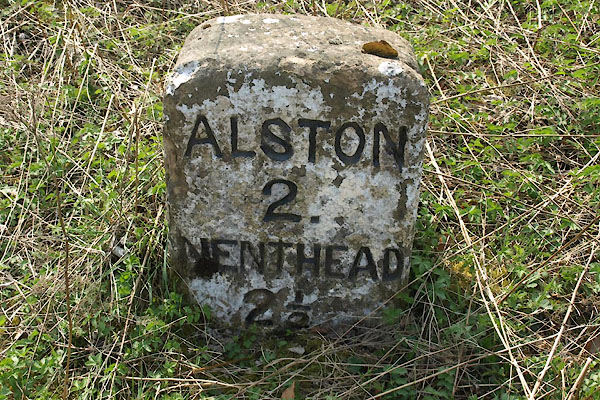 ALSTON
2.
NENTHEAD
2½